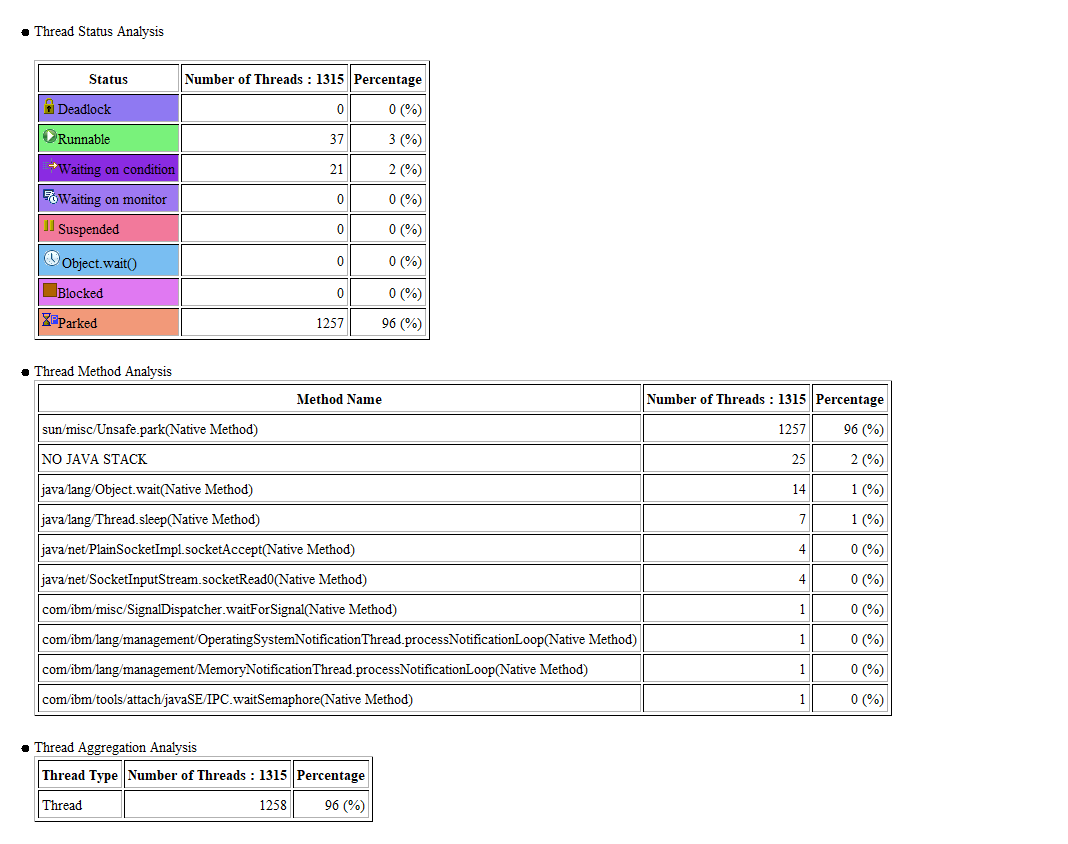 Thread Status Analysis
Status Number of Threads : 1315 Percentage
Deadlock 0 0 (%)
Runnable 37 3 (%)
Waiting on condition 21 2 (%)
Waiting on monitor 0 0 (%)
Suspended 0 0 (%)
Object.wait() 0 0 (%)
Blocked 0 0 (%)
Parked 1257 96 (%)
Thread Method Analysis
Method Name Number of Threads : 1315 Percentage
sun/misc/Unsafe.park(Native Method) 1257 96 (%)
NO JAVA STACK 25 2 (%)
java/lang/Object.wait(Native Method) 14 1 (%)
java/lang/Thread.sleep(Native Method) 7 1 (%)
java/net/PlainSocketImpl.socketAccept(Native Method) 4 0 (%)
java/net/SocketInputStream.socketRead0(Native Method) 4 0 (%)
com/ibm/misc/SignalDispatcher.waitForSignal(Native Method) 1 0 (%)
com/ibm/lang/management/OperatingSystemNotificationThread.processNotificationLoop(Native Method) 1 0 (%)
com/ibm/lang/management/MemoryNotificationThread.processNotificationLoop(Native Method) 1 0 (%)
com/ibm/tools/attach/javaSE/IPC.waitSemaphore(Native Method) 1 0 (%)
Thread Aggregation Analysis
Thread Type Number of Threads : 1315 Percentage
Thread 1258 96 (%)